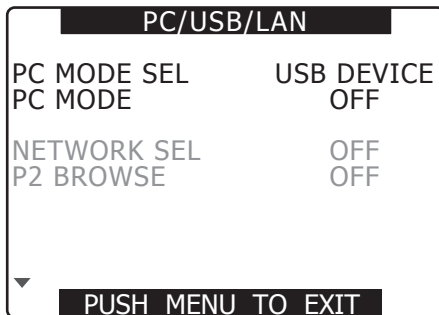 PC/USB/LAN
PC MODE SEL USB DEVICE
PC MODE OFF
NETWORK SEL OFF
P2 BROWSE OFF
PUSH MENU TO EXIT